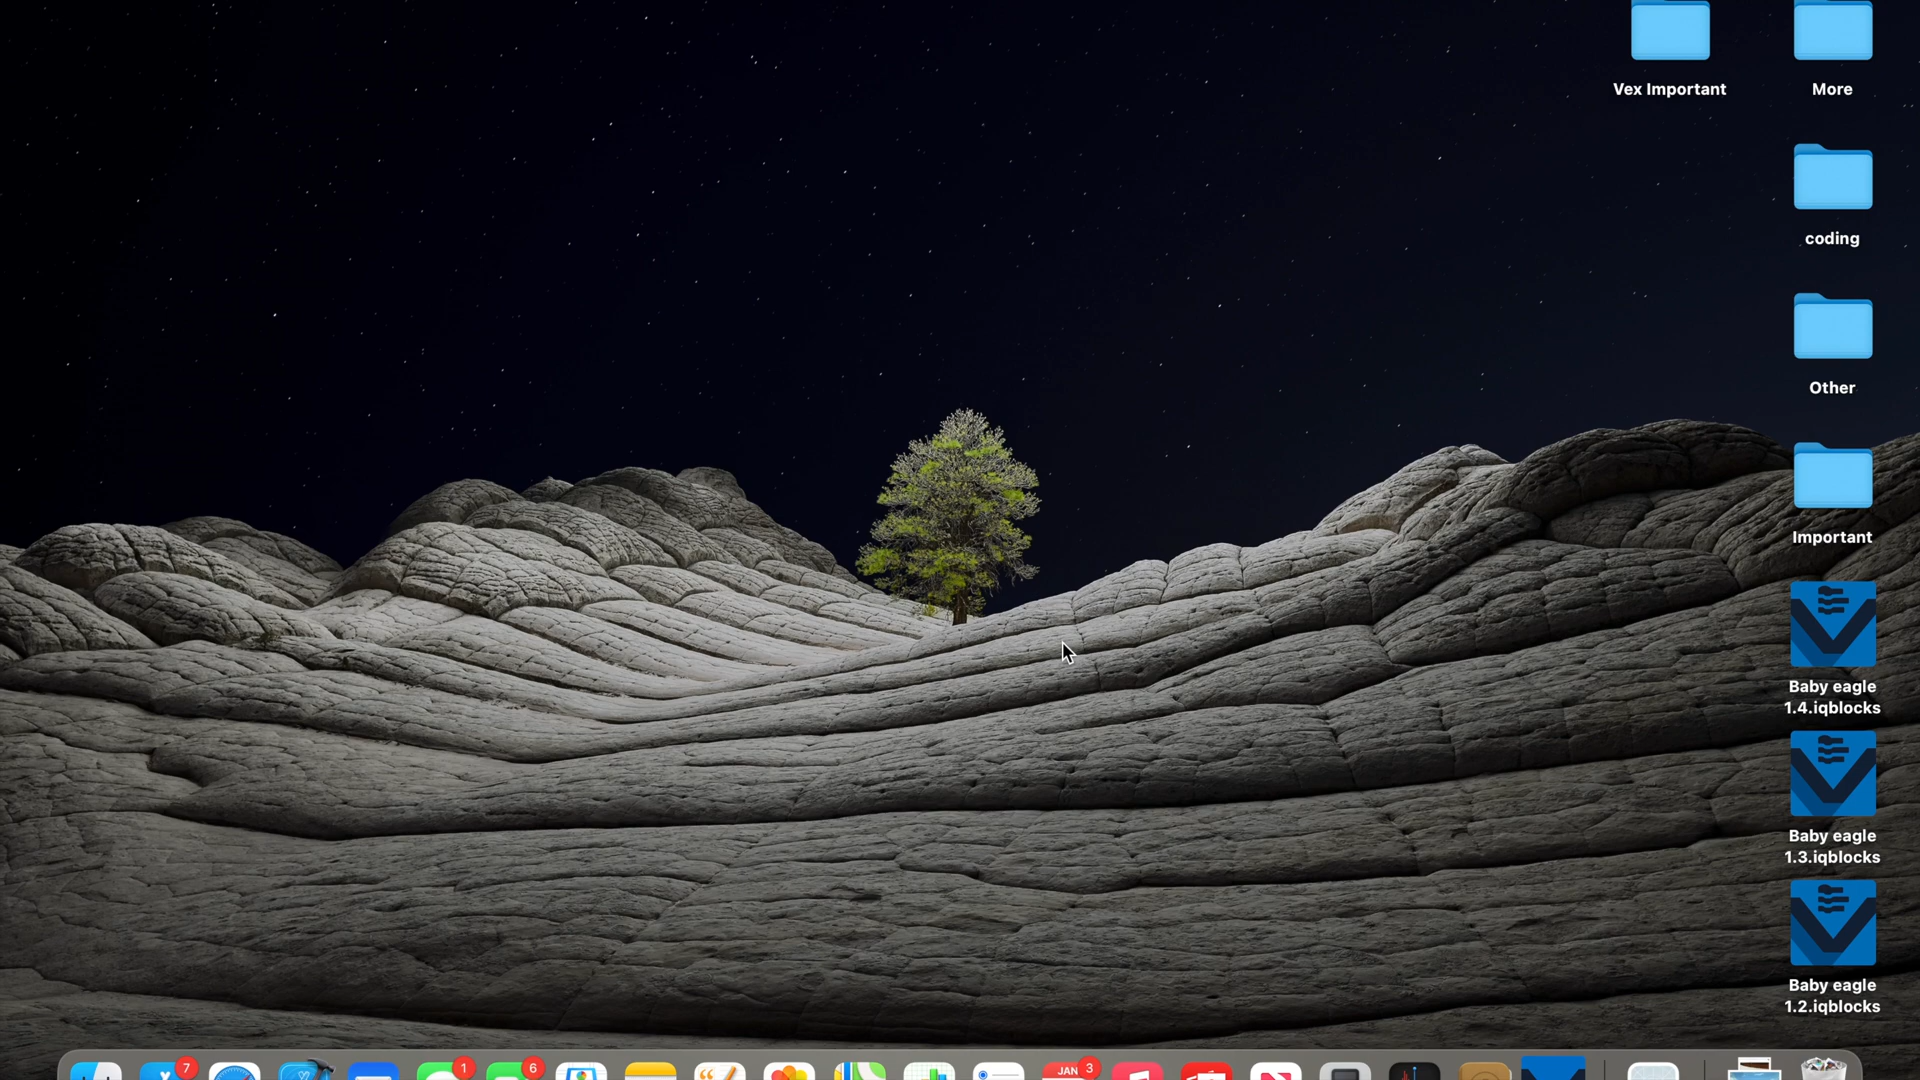 Vex Important
More
coding
Other
Important
Baby eagle
1.4.iqblocks
Baby eagle
1.3.iqblocks
Baby eagle
1.2.iqblocks
7
1
6
JAN
3